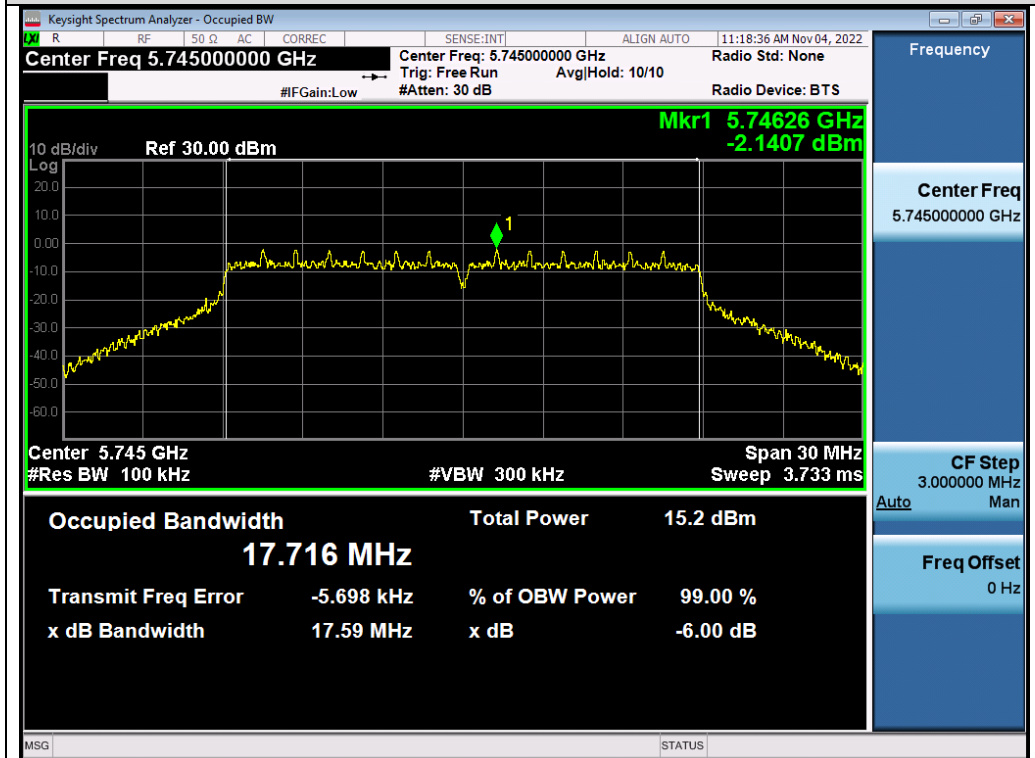 Keysight Spectrum Analyzer - Occupied BW
LXI R RF 50 Ω AC CORREC SENSE:INT ALIGN AUTO 11:18:36 AM Nov 04, 2022
Center Freq 5.745000000 GHz Center Freq: 5.745000000 GHz Radio Std: None
Trig: Free Run Avg|Hold: 10/10
#IFGain:Low #Atten: 30 dB Radio Device: BTS
Frequency
Mkr1 5.74626 GHz
-2.1407 dBm
10 dB/div Ref 30.00 dBm
Log
20.0
10.0
0.00
-10.0
-20.0
-30.0
-40.0
-50.0
-60.0
1
Center 5.745 GHz Span 30 MHz
#Res BW 100 kHz #VBW 300 kHz Sweep 3.733 ms
Center Freq
5.745000000 GHz
CF Step
3.000000 MHz
Auto Man
Freq Offset
0 Hz
Occupied Bandwidth Total Power 15.2 dBm
17.716 MHz
Transmit Freq Error -5.698 kHz % of OBW Power 99.00 %
x dB Bandwidth 17.59 MHz x dB -6.00 dB
MSG STATUS